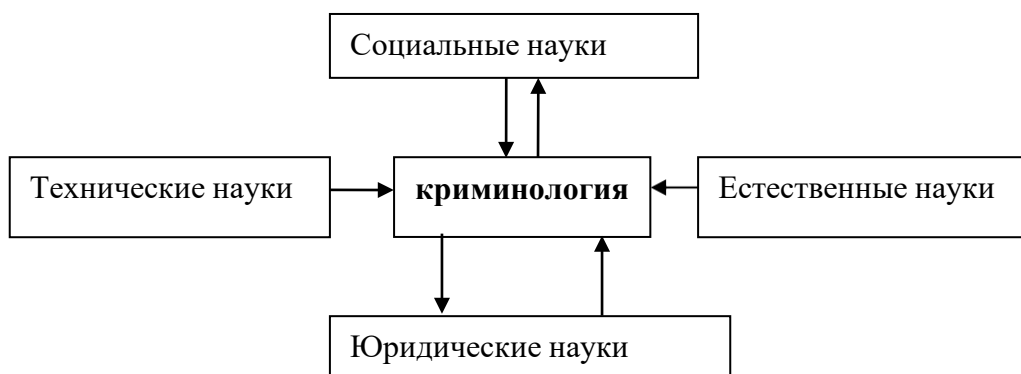 Социальные науки
Технические науки
криминология
Естественные науки
Юридические науки